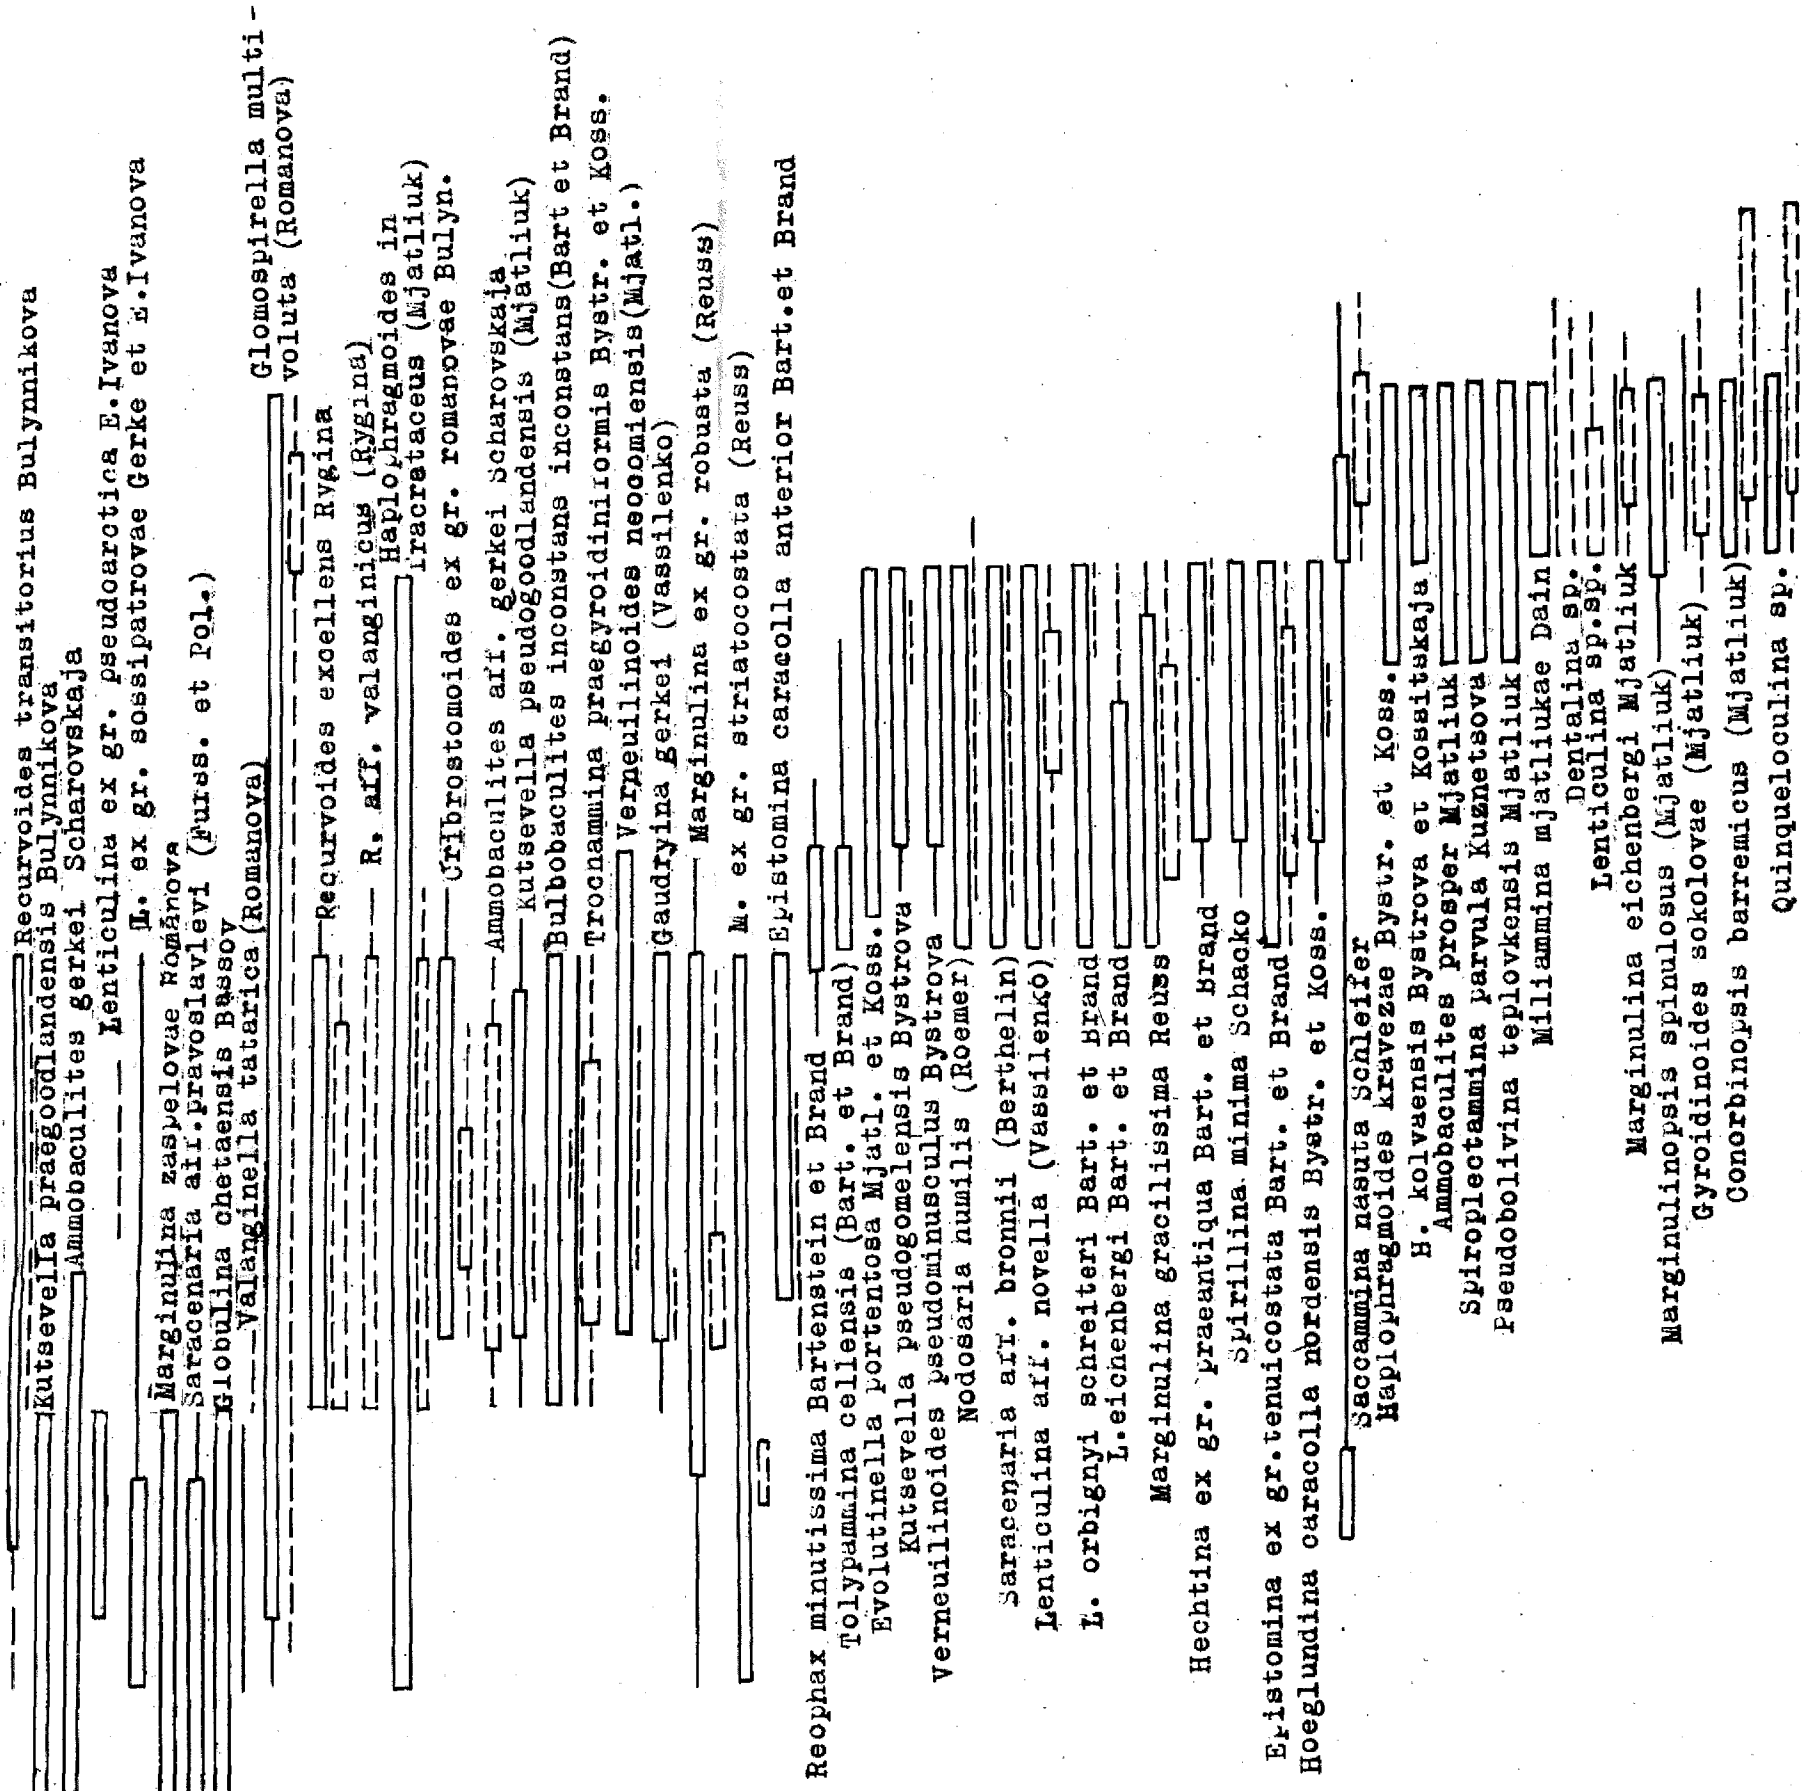 Recurvoides transitorius Bulynnikova
Kutsevella praegoodlandensis Bulynnikova
Ammobaculites gerkei Scharovskaja
Lenticulina ex gr. pseudoarctica E.Ivanova
L. ex gr. sossipatrovae Gerke et E.Ivanova
Marginulina zaspelovae Romanova
Saracenaria aff.pravoslavlevi (Furss. et Pol.)
Globulina chetaensis Bassov
Valanginella tatarica (Romanova)
Glomospirella multi-
voluta (Romanova)
Recurvoides excellens Rygina
R. aff. valanginicus (Rygina)
Haplophragmoides in
fracretaceus (Mjatliuk)
Cribrostomoides ex gr. romanovae Bulyn.
Ammobaculites aff. gerkei Scharovskaja
Kutsevella pseudogoodlandensis (Mjatliuk)
Bulbobaculites inconstans inconstans(Bart et Brand)
Trochammina praegyroidiniformis Bystr. et Koss.
Verneuilinoides neocomiensis(Mjatl.)
Gaudryina gerkei (Vassilenko)
Marginulina ex gr. robusta (Reuss)
M. ex gr. striatocostata (Reuss)
Epistomina caracolla anterior Bart.et Brand
Reophax minutissima Bartenstein et Brand
Tolypammina cellensis (Bart. et Brand)
Evolutinella portentosa Mjatl. et Koss.
Kutsevella pseudogomelensis Bystrova
Verneuilinoides pseudominusculus Bystrova
Nodosaria humilis (Roemer)
Saracenaria aff. bronnii (Berthelin)
Lenticulina aff. novella (Vassilenko)
L. orbignyi schreiteri Bart. et Brand
L.eichenbergi Bart. et Brand
Marginulina gracilissima Reuss
Hechtina ex gr. praeantiqua Bart. et Brand
Spirillina minima Schacko
Epistomina ex gr.tenuicostata Bart. et Brand
Hoeglundina caracolla nordensis Bystr. et Koss.
Saccammina nasuta Schleifer
Haplophragmoides kravezae Bystr. et Koss.
H. kolvaensis Bystrova et Kossitskaja
Ammobaculites prosper Mjatliuk
Spiroplectammina parvula Kuznetsova
Pseudobolivina teplovkensis Mjatliuk
Miliammina mjatliukae Dain
Dentalina sp.
Lenticulina sp.sp.
Marginulina eichenbergi Mjatliuk
Marginulinopsis spinulosus (Mjatliuk)
Gyroidinoides sokolovae (Mjatliuk)
Conorbinopsis barremicus (Mjatliuk)
Quinqueloculina sp.